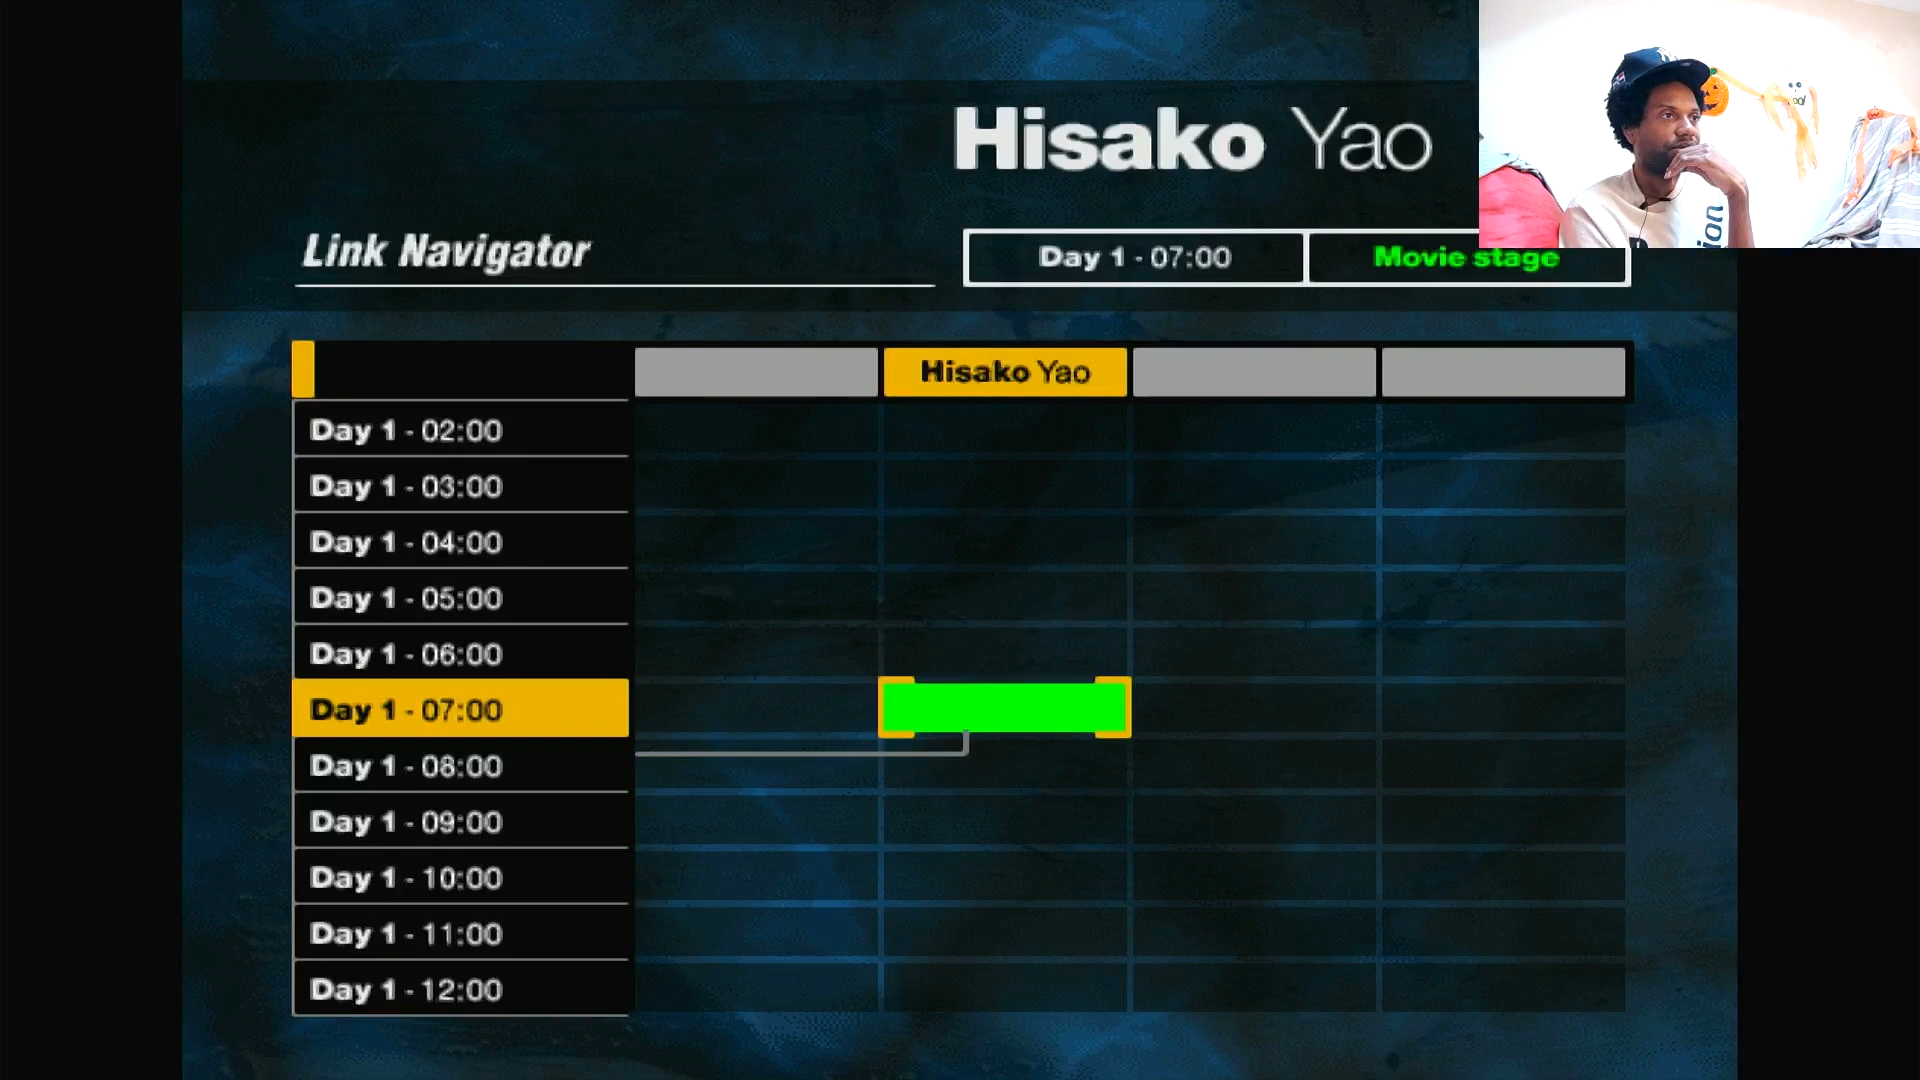 Hisako Yao
Link Navigator
Day 1 - 07:00
Movie stage
Hisako Yao
Day 1 - 02:00
Day 1 - 03:00
Day 1 - 04:00
Day 1 - 05:00
Day 1 - 06:00
Day 1 - 07:00
Day 1 - 08:00
Day 1 - 09:00
Day 1 - 10:00
Day 1 - 11:00
Day 1 - 12:00